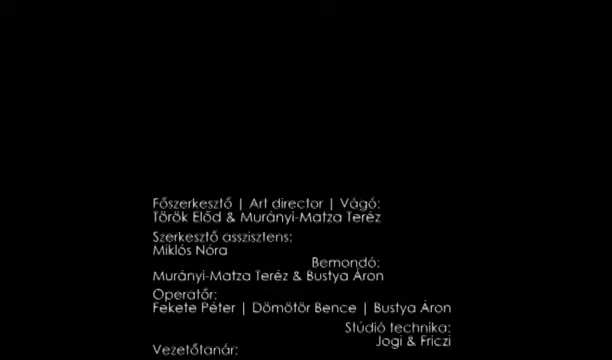 Főszerkesztő | Art director | Vágó:
Török Előd & Murányi-Matza Teréz
Szerkesztő asszisztens:
Miklós Nóra
Bemondó:
Murányi-Matza Teréz & Bustya Áron
Operatőr:
Fekete Péter | Dömötör Bence | Bustya Áron
Stúdió technika:
Jogi & Friczi
Vezetőtanár: